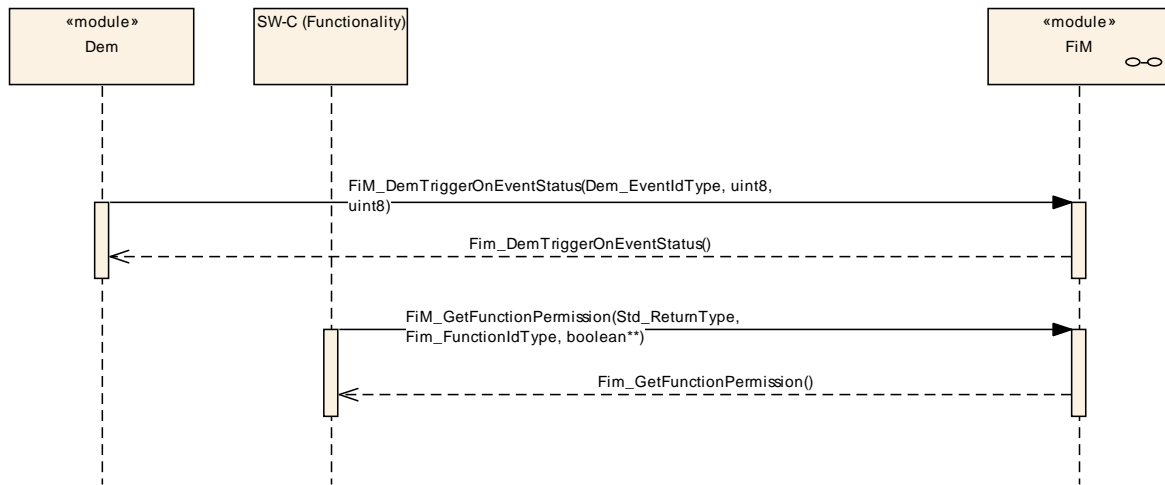 «module»
Dem
SW-C (Functionality)
«module»
FiM
FiM_DemTriggerOnEventStatus(Dem_EventIdType, uint8,
uint8)
Fim_DemTriggerOnEventStatus()
FiM_GetFunctionPermission(Std_ReturnType,
Fim_FunctionIdType, boolean**)
Fim_GetFunctionPermission()